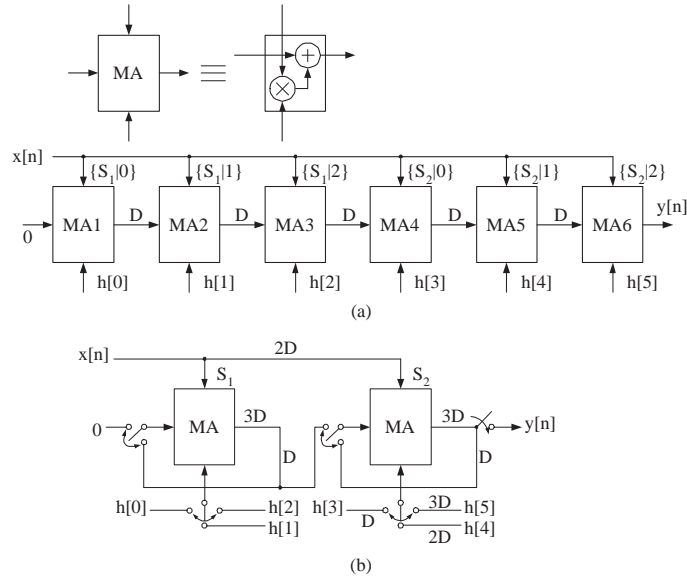 MA
x[n]
{S₁|0} {S₁|1} {S₁|2} {S₂|0} {S₂|1} {S₂|2}
0 MA1 D MA2 D MA3 D MA4 D MA5 D MA6 y[n]
h[0] h[1] h[2] h[3] h[4] h[5]
(a)
x[n] 2D
S₁ S₂
0 MA 3D MA 3D y[n]
D D
h[0] h[2] h[3] 3D h[5]
h[1] D 2D h[4]
(b)